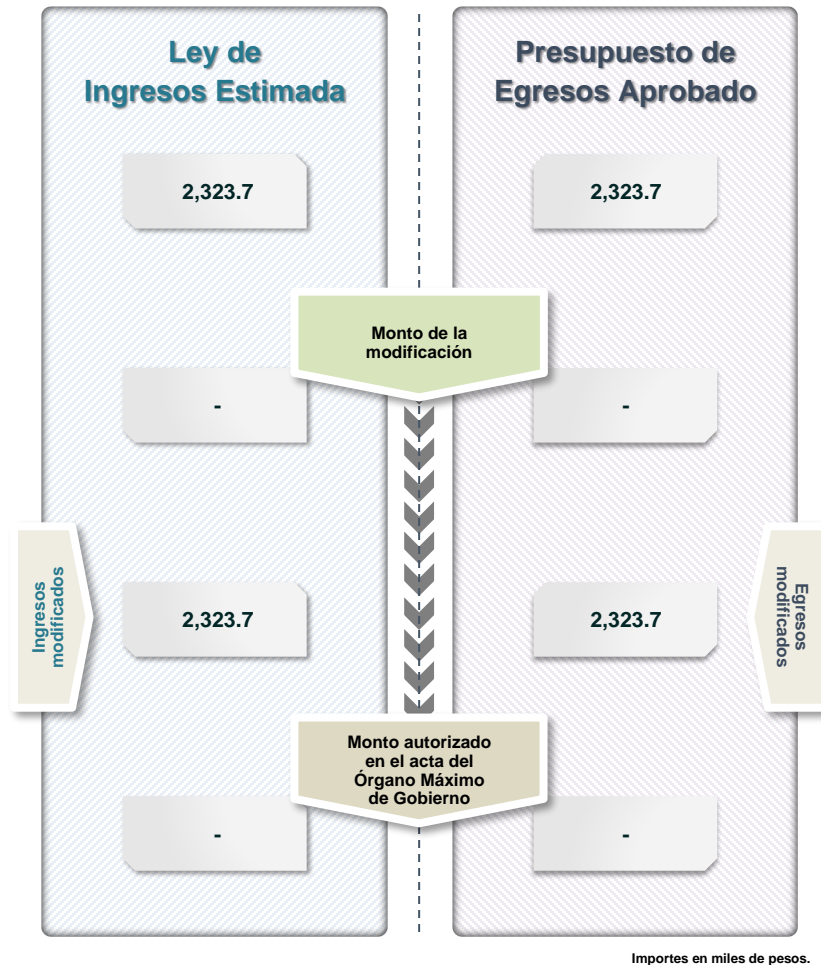 Ley de
Ingresos Estimada
Presupuesto de
Egresos Aprobado
2,323.7
2,323.7
Monto de la
modificación
-
-
Ingresos
modificados
2,323.7
2,323.7
Egresos
modificados
Monto autorizado
en el acta del
Órgano Máximo
de Gobierno
-
-
Importes en miles de pesos.